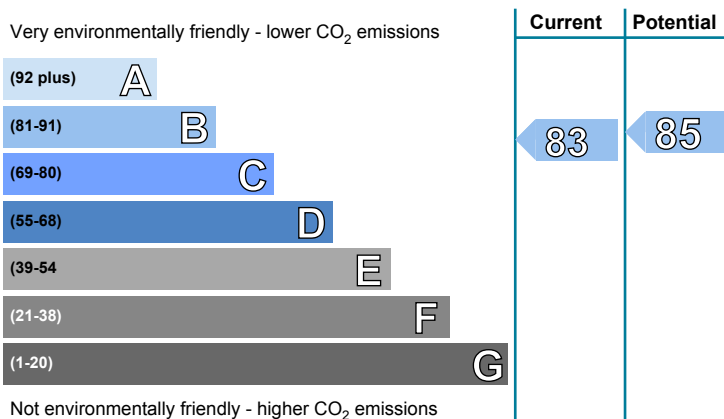 Current Potential
Very environmentally friendly - lower CO₂ emissions
(92 plus) A
(81-91) B
83 85
(69-80) C
(55-68) D
(39-54 E
(21-38) F
(1-20) G
Not environmentally friendly - higher CO₂ emissions